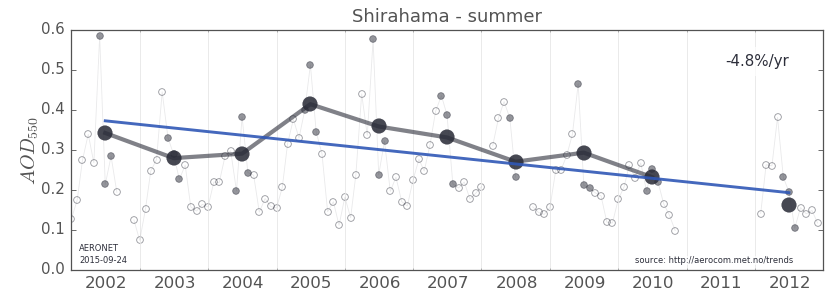 Shirahama - summer
0.6
0.5
0.4
0.3
0.2
0.1
0.0
AOD550
-4.8%/yr
AERONET
2015-09-24
source: http://aerocom.met.no/trends
2002 2003 2004 2005 2006 2007 2008 2009 2010 2011 2012